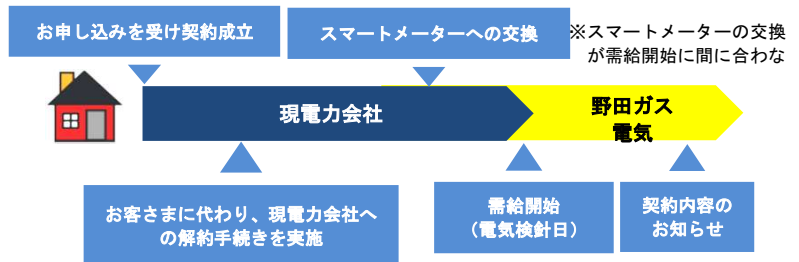 お申し込みを受け契約成立
スマートメーターへの交換
※スマートメーターの交換
が需給開始に間に合わな
現電力会社
野田ガス
電気
お客さまに代わり、現電力会社へ
の解約手続きを実施
需給開始
（電気検針日）
契約内容の
お知らせ